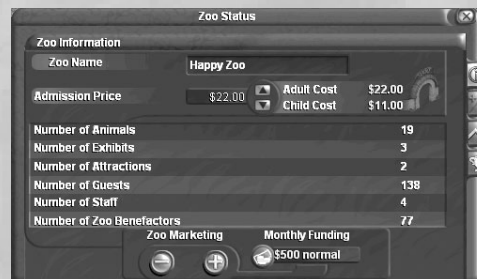 Zoo Status
Zoo Information
Zoo Name Happy Zoo
Admission Price $22.00 Adult Cost $22.00
Child Cost $11.00
Number of Animals 19
Number of Exhibits 3
Number of Attractions 2
Number of Guests 138
Number of Staff 4
Number of Zoo Benefactors 77
Zoo Marketing Monthly Funding
$500 normal